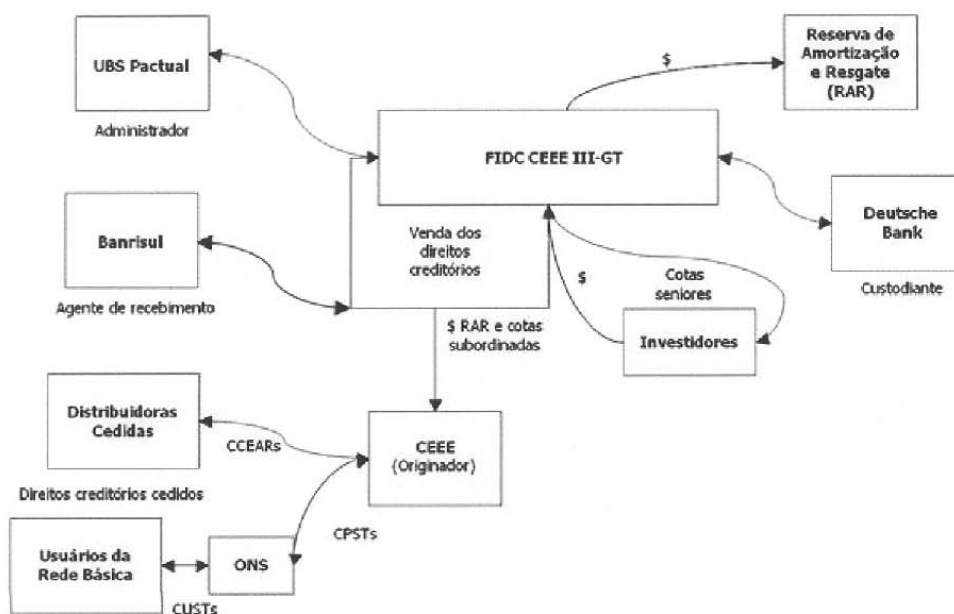 UBS Pactual
Administrador
$
Reserva de
Amortização
e Resgate
(RAR)
FIDC CEEE III-GT
Banrisul
Agente de recebimento
Venda dos
direitos
creditórios
$
Cotas
seniores
Deutsche
Bank
Custodiante
$ RAR e cotas
subordinadas
Investidores
Distribuidoras
Cedidas
CCEARs
CEEE
(Originador)
Direitos creditórios cedidos
CPSTs
Usuários da
Rede Básica
ONS
CUSTs